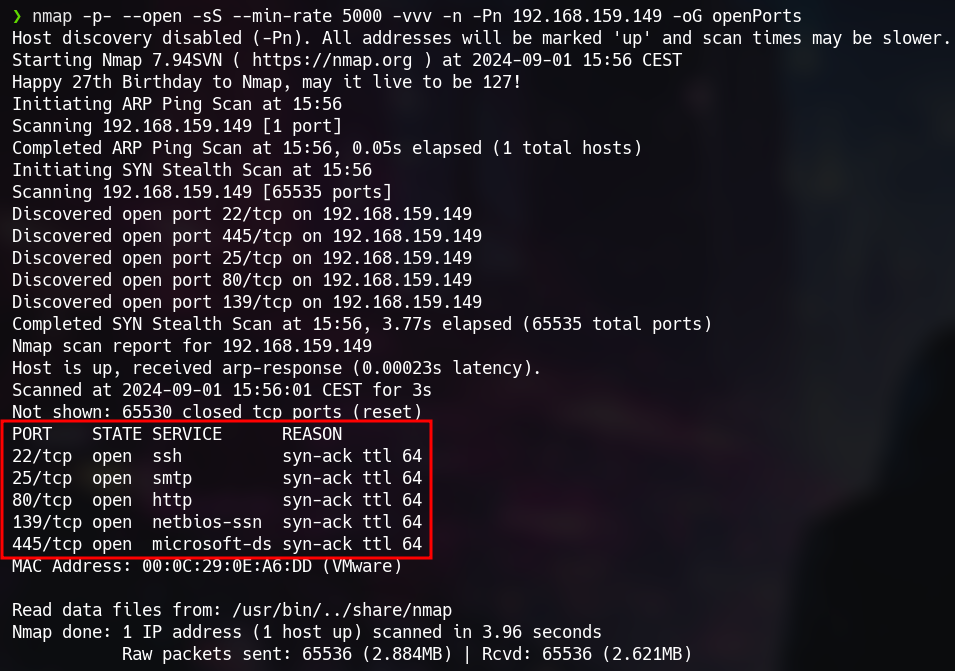 ❯ nmap -p- --open -sS --min-rate 5000 -vvv -n -Pn 192.168.159.149 -oG openPorts
Host discovery disabled (-Pn). All addresses will be marked 'up' and scan times may be slower.
Starting Nmap 7.94SVN ( https://nmap.org ) at 2024-09-01 15:56 CEST
Happy 27th Birthday to Nmap, may it live to be 127!
Initiating ARP Ping Scan at 15:56
Scanning 192.168.159.149 [1 port]
Completed ARP Ping Scan at 15:56, 0.05s elapsed (1 total hosts)
Initiating SYN Stealth Scan at 15:56
Scanning 192.168.159.149 [65535 ports]
Discovered open port 22/tcp on 192.168.159.149
Discovered open port 445/tcp on 192.168.159.149
Discovered open port 25/tcp on 192.168.159.149
Discovered open port 80/tcp on 192.168.159.149
Discovered open port 139/tcp on 192.168.159.149
Completed SYN Stealth Scan at 15:56, 3.77s elapsed (65535 total ports)
Nmap scan report for 192.168.159.149
Host is up, received arp-response (0.00023s latency).
Scanned at 2024-09-01 15:56:01 CEST for 3s
Not shown: 65530 closed tcp ports (reset)
PORT    STATE SERVICE      REASON
22/tcp  open  ssh          syn-ack ttl 64
25/tcp  open  smtp         syn-ack ttl 64
80/tcp  open  http         syn-ack ttl 64
139/tcp open  netbios-ssn  syn-ack ttl 64
445/tcp open  microsoft-ds syn-ack ttl 64
MAC Address: 00:0C:29:0E:A6:DD (VMware)
Read data files from: /usr/bin/../share/nmap
Nmap done: 1 IP address (1 host up) scanned in 3.96 seconds
           Raw packets sent: 65536 (2.884MB) | Rcvd: 65536 (2.621MB)